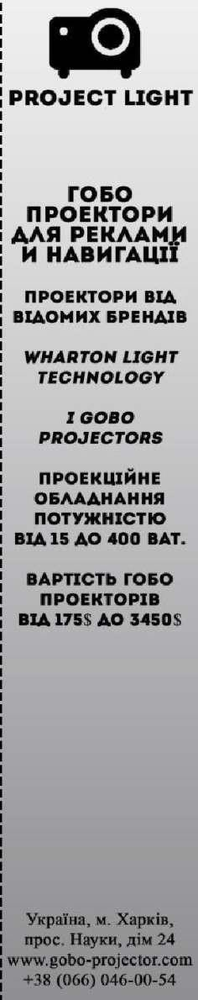 PROJECT LIGHT
ГОБО
ПРОЕКТОРИ
ДЛЯ РЕКЛАМИ
И НАВИГАЦІЇ
ПРОЕКТОРИ ВІД
ВІДОМИХ БРЕНДІВ
WHARTON LIGHT
TECHNOLOGY
І GOBO
PROJECTORS
ПРОЕКЦІЙНЕ
ОБЛАДНАННЯ
ПОТУЖНІСТЮ
ВІД 15 ДО 400 ВАТ.
ВАРТІСТЬ ГОБО
ПРОЕКТОРІВ
ВІД 175$ ДО 3450$
Україна, м. Харків,
прос. Науки, дім 24
www.gobo-projector.com
+38 (066) 046-00-54